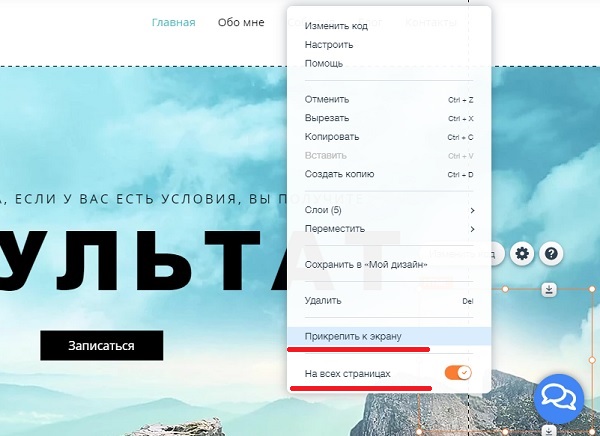 Главная Обо мне
Изменить код
Настроить
Помощь
Отменить Ctrl + Z
Вырезать Ctrl + X
Копировать Ctrl + C
Вставить Ctrl + V
Создать копию Ctrl + D
А, ЕСЛИ У ВАС ЕСТЬ УСЛОВИЯ, ВЫ
Слои (5)
Переместить
УЛЬТАТ
Сохранить в «Мой дизайн»
Удалить Del
Записаться
Прикрепить к экрану
На всех страницах